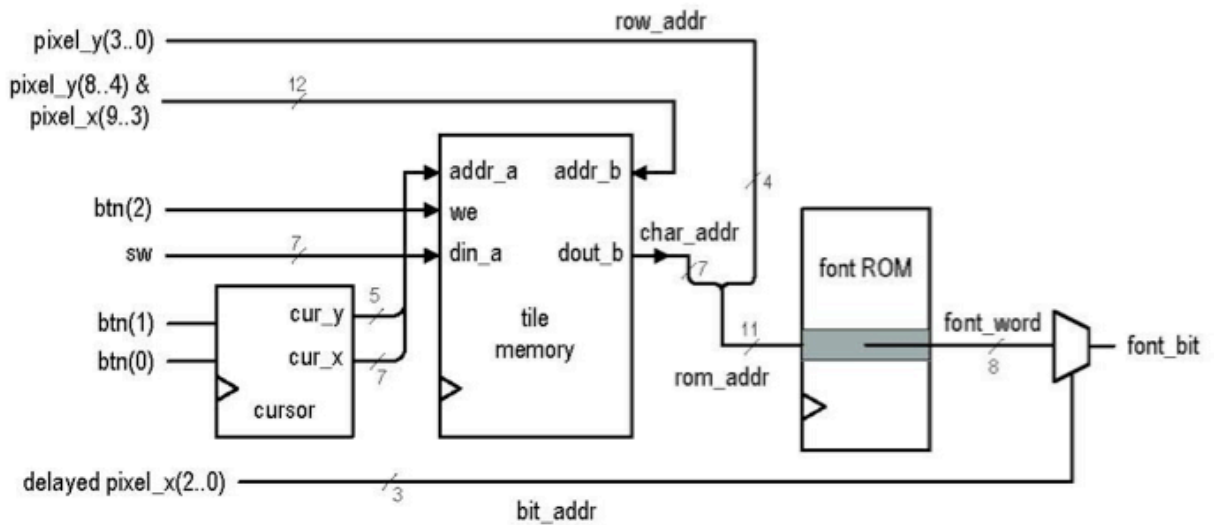 row_addr
pixel_y(3..0)
pixel_y(8..4) &
pixel_x(9..3)
12
addr_a
addr_b
4
btn(2)
we
sw
7
din_a
dout_b
char_addr
7
font ROM
btn(1)
cur_y
5
tile
memory
btn(0)
cur_x
7
11
rom_addr
font_word
8
font_bit
cursor
delayed pixel_x(2..0)
3
bit_addr